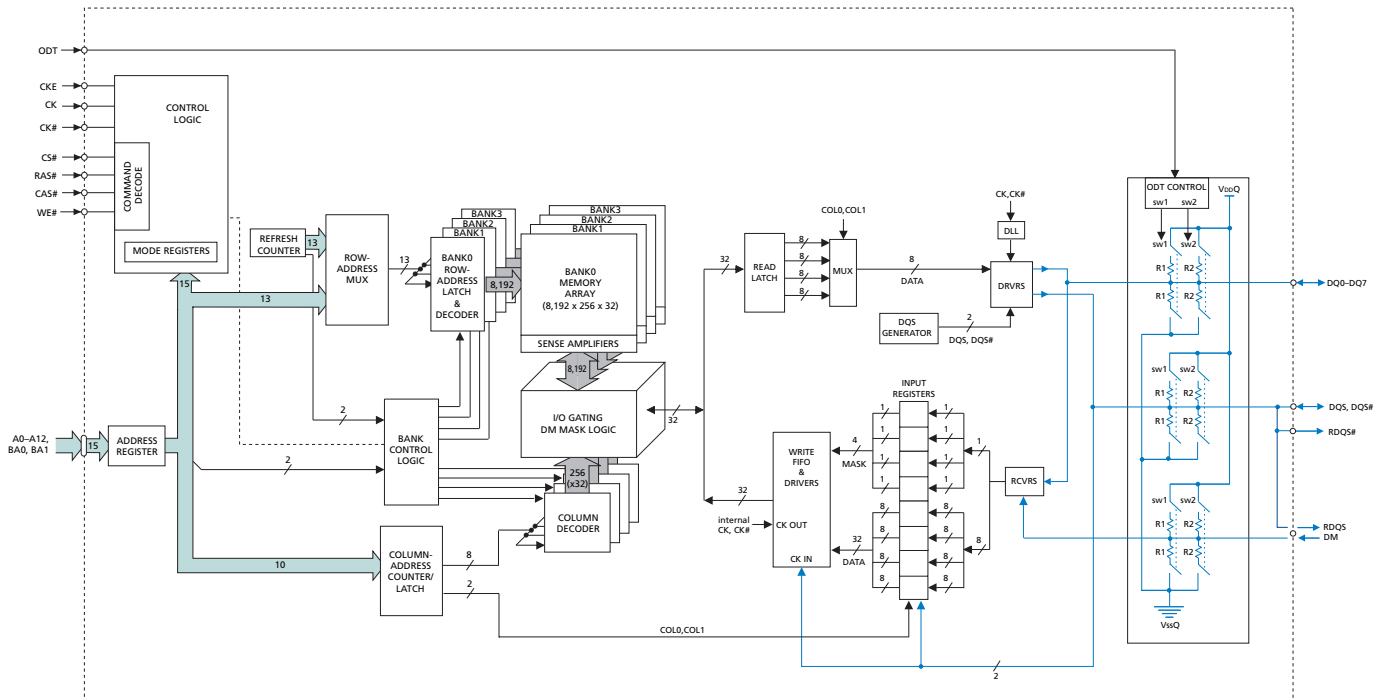 ODT
CKE
CK
CK#
CS#
RAS#
CAS#
WE#
CONTROL
LOGIC
COMMAND
DECODE
MODE REGISTERS
15
13
REFRESH
COUNTER
13
ROW-
ADDRESS
MUX
13
BANK3
BANK2
BANK1
BANK0
ROW-
ADDRESS
LATCH
&
DECODER
8,192
BANK3
BANK2
BANK1
BANK0
MEMORY
ARRAY
(8,192 x 256 x 32)
SENSE AMPLIFIERS
8,192
I/O GATING
DM MASK LOGIC
32
256
(x32)
COLUMN
DECODER
A0–A12,
BA0, BA1
15
ADDRESS
REGISTER
2
2
BANK
CONTROL
LOGIC
10
COLUMN-
ADDRESS
COUNTER/
LATCH
8
2
COL0,COL1
32
READ
LATCH
8
8
8
8
COL0,COL1
MUX
8
DATA
CK,CK#
DLL
DRVRS
DQS
GENERATOR
2
DQS, DQS#
INPUT
REGISTERS
1
1
1
1
1
1
1
1
4
MASK
1
8
8
8
8
8
8
8
8
32
DATA
8
RCVRS
WRITE
FIFO
&
DRIVERS
CK OUT
CK IN
32
internal
CK, CK#
2
ODT CONTROL
sw1
sw2
VDDQ
sw1
sw2
R1
R2
R1
R2
sw1
sw2
R1
R2
R1
R2
sw1
sw2
R1
R2
R1
R2
VssQ
DQ0–DQ7
DQS, DQS#
RDQS#
RDQS
DM